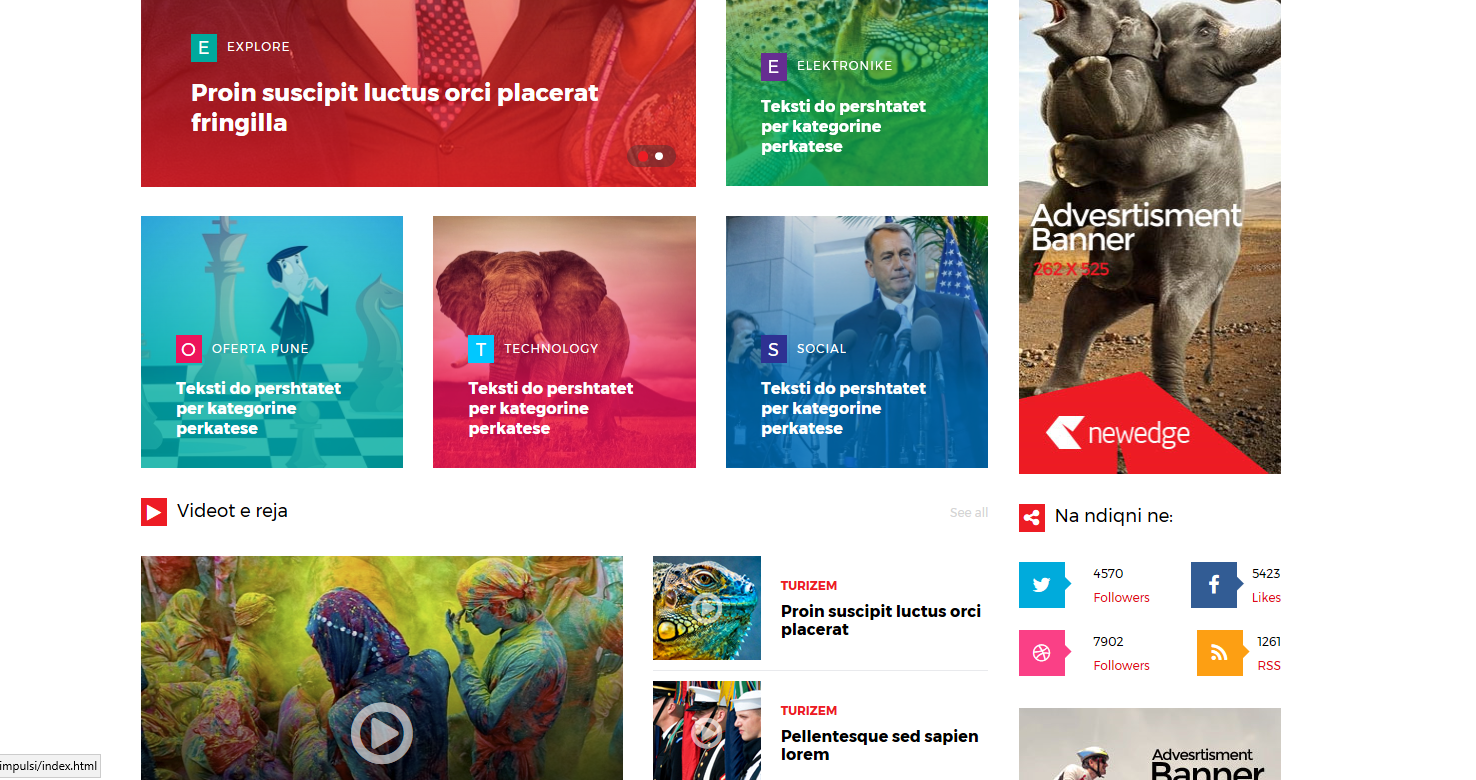 E EXPLORE
Proin suscipit luctus orci placerat
fringilla
E ELEKTRONIKE
Teksti do pershtatet
per kategorine
perkatese
O OFERTA PUNE
Teksti do pershtatet
per kategorine
perkatese
T TECHNOLOGY
Teksti do pershtatet
per kategorine
perkatese
S SOCIAL
Teksti do pershtatet
per kategorine
perkatese
Advesrtisment
Banner
262 X 525
newedge
Videot e reja
See all
TURIZEM
Proin suscipit luctus orci
placerat
TURIZEM
Pellentesque sed sapien
lorem
Na ndiqni ne:
4570
Followers
5423
Likes
7902
Followers
1261
RSS
Advesrtisment
Banner
impulsi/index.html